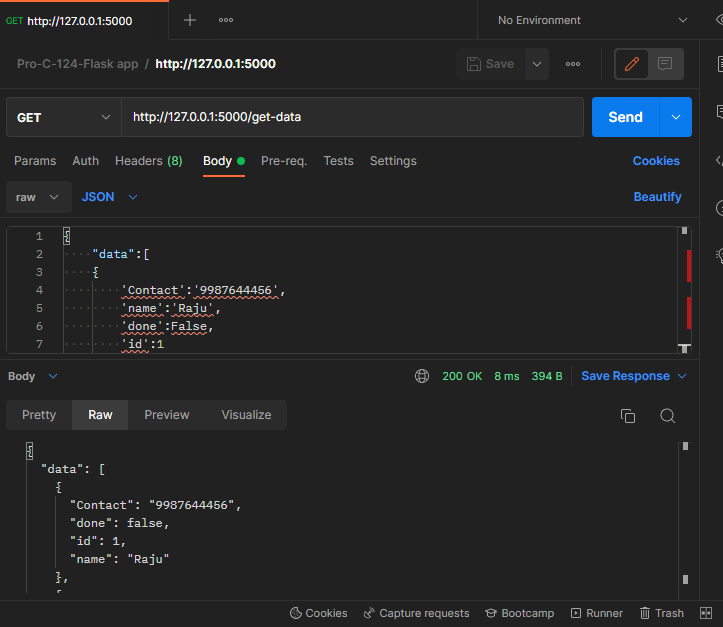 GET http://127.0.0.1:5000
No Environment
Pro-C-124-Flask app / http://127.0.0.1:5000
Save
GET http://127.0.0.1:5000/get-data Send
Params Auth Headers (8) Body Pre-req. Tests Settings Cookies
raw JSON Beautify
1 {
2 "data":[
3 {
4 'Contact':'9987644456',
5 'name':'Raju',
6 'done':False,
7 'id':1
Body 200 OK 8 ms 394 B Save Response
Pretty Raw Preview Visualize
{
"data": [
{
"Contact": "9987644456",
"done": false,
"id": 1,
"name": "Raju"
},
Cookies Capture requests Bootcamp Runner Trash